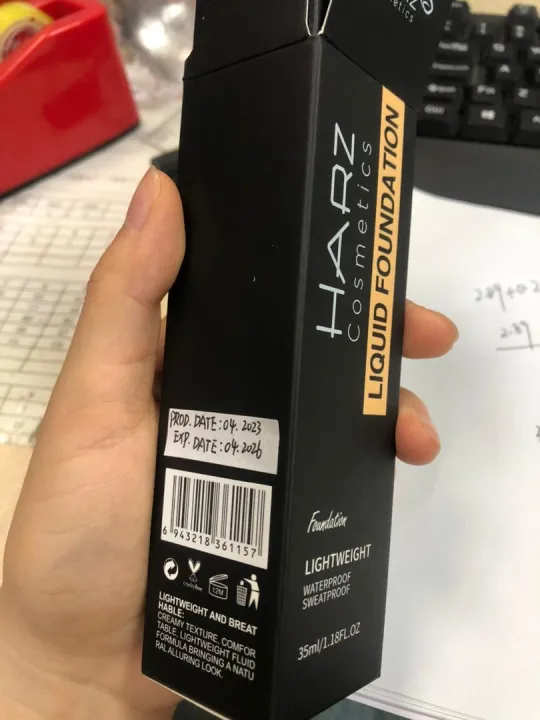 HARZ
cosmetics
LIQUID FOUNDATION
PROD. DATE: 04. 2023
EXP. DATE: 04. 2026
6 943218 361157
crueltyfree
12M
LIGHTWEIGHT AND BREAT
HABLE:
CREAMY TEXTURE, COMFOR
TABLE, LIGHTWEIGHT FLUID
FORMULA BRINGING A NATU
RAL ALLURING LOOK.
Foundation
LIGHTWEIGHT
WATERPROOF
SWEATPROOF
35ml/1.18FL.OZ